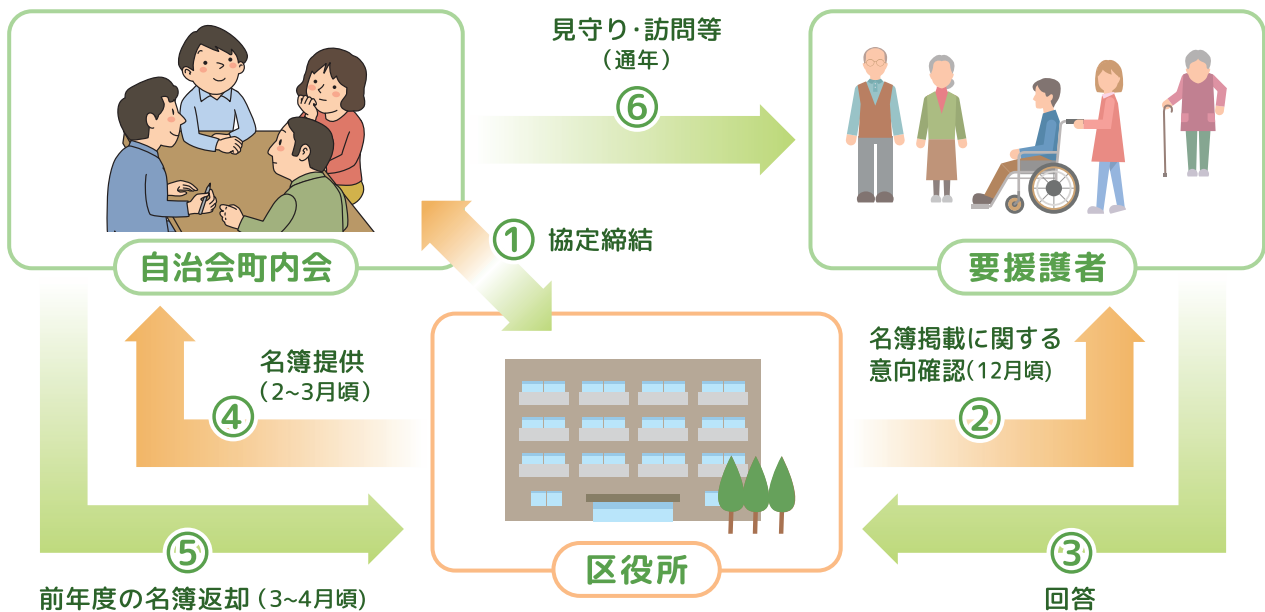 見守り・訪問等
（通年）
⑥
① 協定締結
自治会町内会
要援護者
名簿提供
（2～3月頃）
④
名簿掲載に関する
意向確認（12月頃）
②
区役所
⑤
前年度の名簿返却（3～4月頃）
③
回答